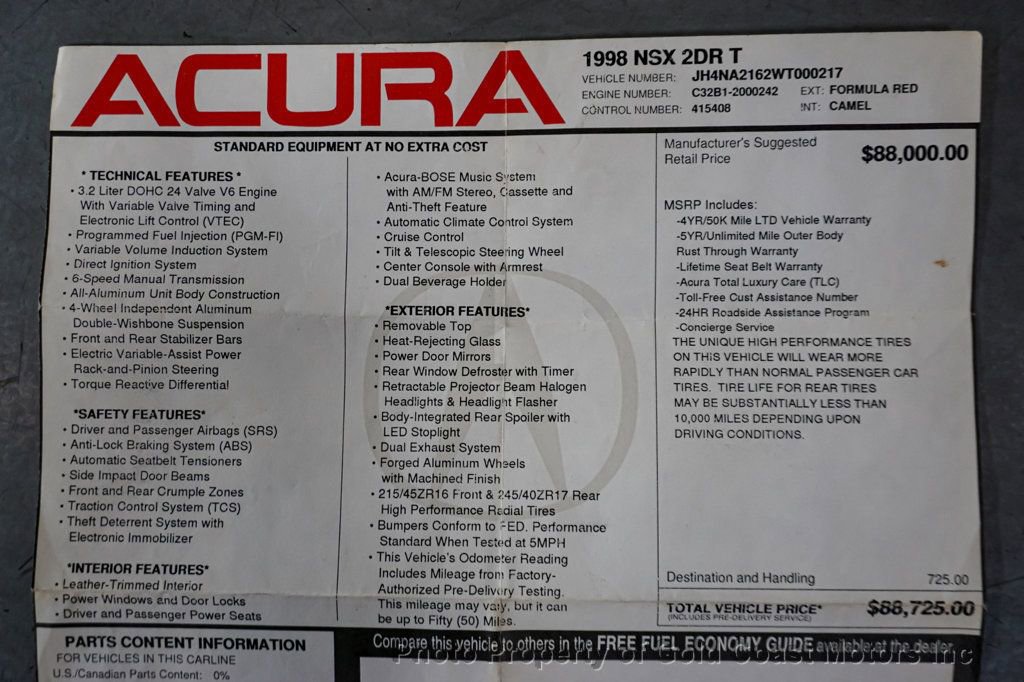 ACURA
1998 NSX 2DR T
VEHICLE NUMBER: JH4NA2162WT000217
ENGINE NUMBER: C32B1-2000242 EXT: FORMULA RED
CONTROL NUMBER: 415408 INT: CAMEL
STANDARD EQUIPMENT AT NO EXTRA COST
* TECHNICAL FEATURES *
• 3.2 Liter DOHC 24 Valve V6 Engine
With Variable Valve Timing and
Electronic Lift Control (VTEC)
• Programmed Fuel Injection (PGM-FI)
• Variable Volume Induction System
• Direct Ignition System
• 6-Speed Manual Transmission
• All-Aluminum Unit Body Construction
• 4-Wheel Independent Aluminum
Double-Wishbone Suspension
• Front and Rear Stabilizer Bars
• Electric Variable-Assist Power
Rack-and-Pinion Steering
• Torque Reactive Differential
*SAFETY FEATURES*
• Driver and Passenger Airbags (SRS)
• Anti-Lock Braking System (ABS)
• Automatic Seatbelt Tensioners
• Side Impact Door Beams
• Front and Rear Crumple Zones
• Traction Control System (TCS)
• Theft Deterrent System with
Electronic Immobilizer
*INTERIOR FEATURES*
• Leather-Trimmed Interior
• Power Windows and Door Locks
• Driver and Passenger Power Seats
• Acura-BOSE Music System
with AM/FM Stereo, Cassette and
Anti-Theft Feature
• Automatic Climate Control System
• Cruise Control
• Tilt & Telescopic Steering Wheel
• Center Console with Armrest
• Dual Beverage Holder
*EXTERIOR FEATURES*
• Removable Top
• Heat-Rejecting Glass
• Power Door Mirrors
• Rear Window Defroster with Timer
• Retractable Projector Beam Halogen
Headlights & Headlight Flasher
• Body-Integrated Rear Spoiler with
LED Stoplight
• Dual Exhaust System
• Forged Aluminum Wheels
with Machined Finish
• 215/45ZR16 Front & 245/40ZR17 Rear
High Performance Radial Tires
• Bumpers Conform to FED. Performance
Standard When Tested at 5MPH
• This Vehicle's Odometer Reading
Includes Mileage from Factory-
Authorized Pre-Delivery Testing.
This mileage may vary, but it can
be up to Fifty (50) Miles.
Manufacturer's Suggested
Retail Price $88,000.00
MSRP Includes:
-4YR/50K Mile LTD Vehicle Warranty
-5YR/Unlimited Mile Outer Body
Rust Through Warranty
-Lifetime Seat Belt Warranty
-Acura Total Luxury Care (TLC)
-Toll-Free Cust Assistance Number
-24HR Roadside Assistance Program
-Concierge Service
THE UNIQUE HIGH PERFORMANCE TIRES
ON THIS VEHICLE WILL WEAR MORE
RAPIDLY THAN NORMAL PASSENGER CAR
TIRES. TIRE LIFE FOR REAR TIRES
MAY BE SUBSTANTIALLY LESS THAN
10,000 MILES DEPENDING UPON
DRIVING CONDITIONS.
Destination and Handling 725.00
TOTAL VEHICLE PRICE* $88,725.00
(INCLUDES PRE-DELIVERY SERVICE)
PARTS CONTENT INFORMATION
FOR VEHICLES IN THIS CARLINE
U.S./Canadian Parts Content: 0%
Compare this vehicle to others in the FREE FUEL ECONOMY GUIDE available at the dealer.
Photo Property of Gold Coast Motors Inc